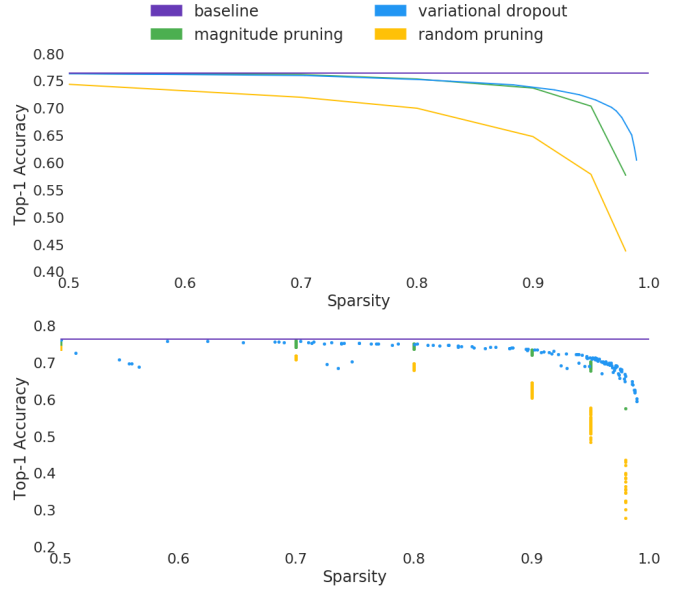 baseline
variational dropout
magnitude pruning
random pruning
0.80
0.75
0.70
0.65
0.60
0.55
0.50
0.45
0.40
Top-1 Accuracy
0.5 0.6 0.7 0.8 0.9 1.0
Sparsity
0.8
0.7
0.6
0.5
0.4
0.3
0.2
Top-1 Accuracy
0.5 0.6 0.7 0.8 0.9 1.0
Sparsity